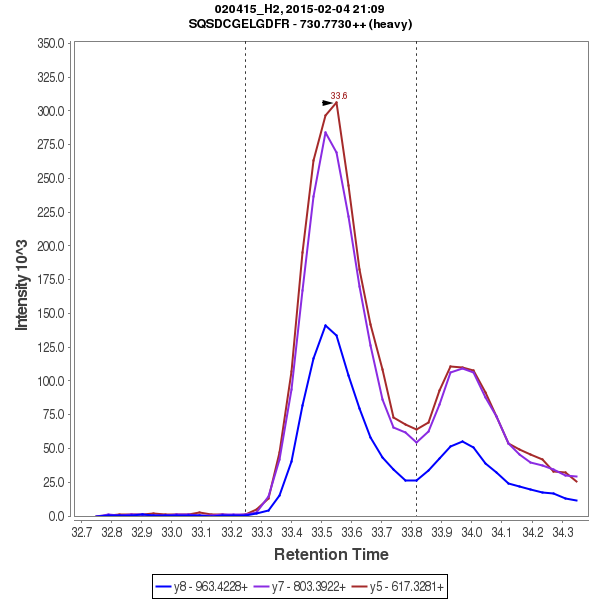 020415_H2, 2015-02-04 21:09
SQSDCGELGDFR - 730.7730++ (heavy)
350.0
325.0
300.0
275.0
250.0
225.0
200.0
175.0
150.0
125.0
100.0
75.0
50.0
25.0
0.0
Intensity 10^3
33.6
32.7 32.8 32.9 33.0 33.1 33.2 33.3 33.4 33.5 33.6 33.7 33.8 33.9 34.0 34.1 34.2 34.3
Retention Time
y8 - 963.4228+ y7 - 803.3922+ y5 - 617.3281+